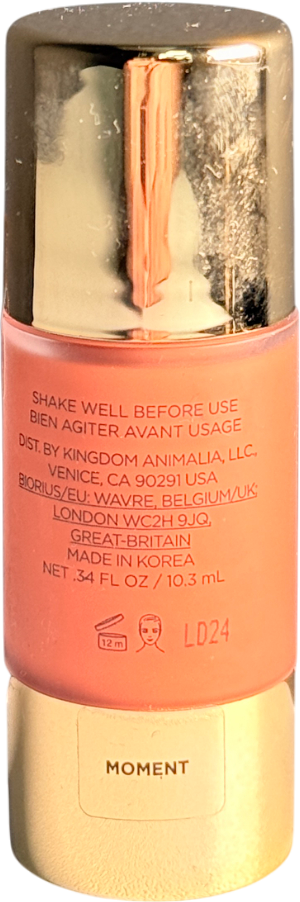 SHAKE WELL BEFORE USE
BIEN AGITER AVANT USAGE
DIST. BY KINGDOM ANIMALIA, LLC,
VENICE, CA 90291 USA
BIORIUS/EU: WAVRE, BELGIUM/UK:
LONDON WC2H 9JQ,
GREAT-BRITAIN
MADE IN KOREA
NET .34 FL OZ / 10.3 mL
12 m LD24
MOMENT